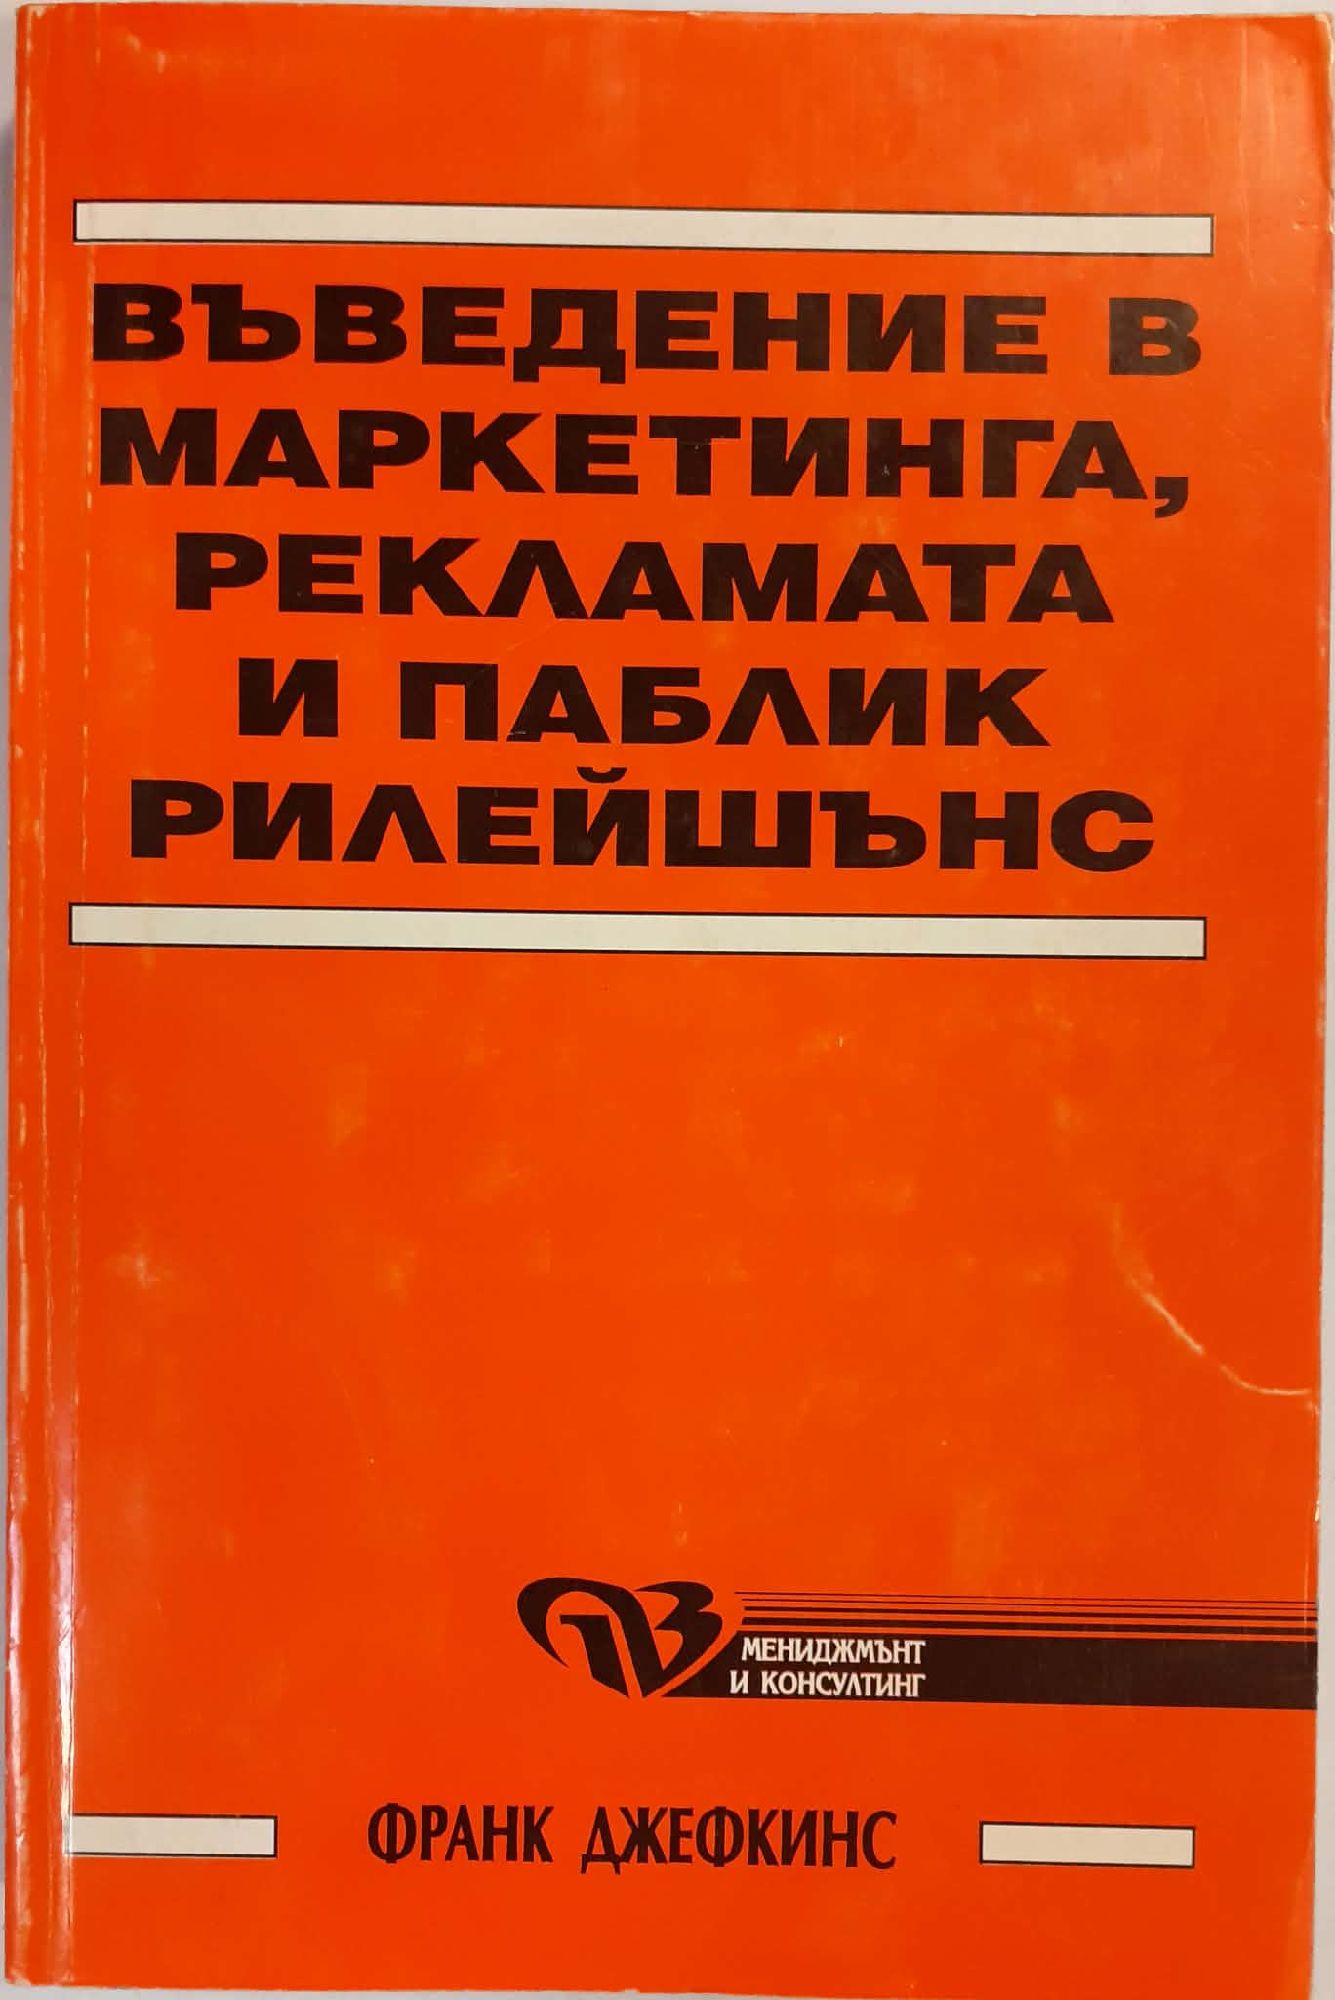 ВЪВЕДЕНИЕ В
МАРКЕТИНГА,
РЕКЛАМАТА
И ПАБЛИК
РИЛЕЙШЪНС
МЕНИДЖМЪНТ
И КОНСУЛТИНГ
ФРАНК ДЖЕФКИНС